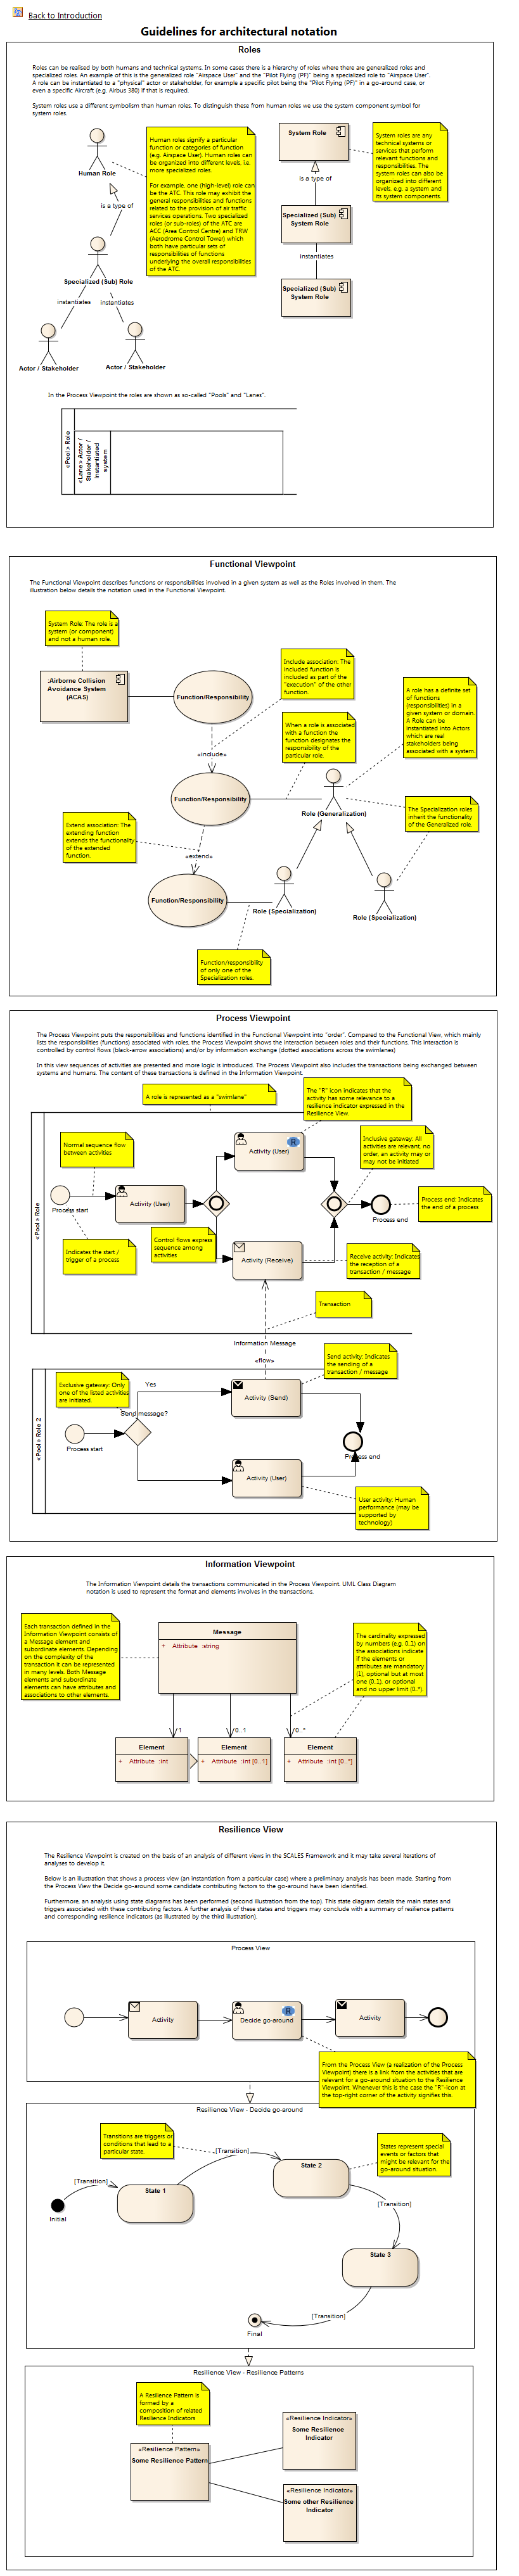 Back to Introduction
Guidelines for architectural notation
Roles
Roles can be realised by both humans and technical systems. In some cases there is a hierarchy of roles where there are generalized roles and
specialized roles. An example of this is the generalized role "Airspace User" and the "Pilot Flying (PF)" being a specialized role to "Airspace User".
A role can be instantiated to a "physical" actor or stakeholder, for example a specific pilot being the "Pilot Flying (PF)" in a go-around case, or
even a specific Aircraft (e.g. Airbus 380) if that is required.
System roles use a different symbolism than human roles. To distinguish these from human roles we use the system component symbol for
system roles.
Human Role
is a type of
Specialized (Sub) Role
instantiates
instantiates
Actor / Stakeholder
Actor / Stakeholder
Human roles signify a particular
function or categories of function
(e.g. Airspace User). Human roles can
be organized into different levels, i.e.
more specialized roles.
For example, one (high-level) role can
be the ATC. This role may exhibit the
general responsibilities and functions
related to the provision of air traffic
services operations. Two specialized
roles (or sub-roles) of the ATC are
ACC (Area Control Centre) and TRW
(Aerodrome Control Tower) which
both have particular sets of
responsibilities of functions
underlying the overall responsibilities
of the ATC.
System Role
is a type of
Specialized (Sub)
System Role
instantiates
Specialized (Sub)
System Role
System roles are any
technical systems or
services that perform
relevant functions and
responsibilities. The
system roles can also be
organized into different
levels, e.g. a system and
its system components.
In the Process Viewpoint the roles are shown as so-called "Pools" and "Lanes".
«Pool» Role
«Lane» Actor /
Stakeholder /
Instantiated
system
Functional Viewpoint
The Functional Viewpoint describes functions or responsibilities involved in a given system as well as the Roles involved in them. The
illustration below details the notation used in the Functional Viewpoint.
System Role: The role is a
system (or component)
and not a human role.
:Airborne Collision
Avoidance System
(ACAS)
Function/Responsibility
Include association: The
included function is
included as part of the
"execution" of the other
function.
A role has a definite set
of functions
(responsibilities) in a
given system or domain.
A Role can be
instantiated into Actors
which are real
stakeholders being
associated with a system.
When a role is associated
with a function the
function designates the
responsibility of the
particular role.
«include»
Function/Responsibility
Role (Generalization)
The Specialization roles
inherit the functionality
of the Generalized role.
Extend association: The
extending function
extends the functionality
of the extended
function.
«extend»
Function/Responsibility
Role (Specialization)
Role (Specialization)
Function/responsibility
of only one of the
Specialization roles.
Process Viewpoint
The Process Viewpoint puts the responsibilities and functions identified in the Functional Viewpoint into "order". Compared to the Functional View, which mainly
lists the responsibilities (functions) associated with roles, the Process Viewpoint shows the interaction between roles and their functions. This interaction is
controlled by control flows (black-arrow associations) and/or by information exchange (dotted associations across the swimlanes)
In this view sequences of activities are presented and more logic is introduced. The Process Viewpoint also includes the transactions being exchanged between
systems and humans. The content of these transactions is defined in the Information Viewpoint.
A role is represented as a "swimlane"
The "R" icon indicates that the
activity has some relevance to a
resilience indicator expressed in the
Resilience View.
«Pool» Role
Normal sequence flow
between activities
Activity (User)
R
Inclusive gateway: All
activities are relevant, no
order, an activity may or
may not be initiated
Process start
Activity (User)
Process end
Process end: Indicates
the end of a process
Indicates the start /
trigger of a process
Control flows express
sequence among
activities
Activity (Receive)
Receive activity: Indicates
the reception of a
transaction / message
Transaction
Information Message
«flow»
«Pool» Role 2
Exclusive gateway: Only
one of the listed activities
are initiated.
Yes
Send message?
Process start
Activity (Send)
Send activity: Indicates
the sending of a
transaction / message
Process end
Activity (User)
User activity: Human
performance (may be
supported by
technology)
Information Viewpoint
The Information Viewpoint details the transactions communicated in the Process Viewpoint. UML Class Diagram
notation is used to represent the format and elements involves in the transactions.
Each transaction defined in the
Information Viewpoint consists of
a Message element and
subordinate elements. Depending
on the complexity of the
transaction it can be represented
in many levels. Both Message
elements and subordinate
elements can have attributes and
associations to other elements.
Message
+ Attribute :string
The cardinality expressed
by numbers (e.g. 0,1) on
the associations indicate
if the elements or
attributes are mandatory
(1), optional but at most
one (0,1), or optional
and no upper limit (0.*).
1
0..1
0..*
Element
+ Attribute :int
Element
+ Attribute :int [0..1]
Element
+ Attribute :int [0..*]
Resilience View
The Resilience Viewpoint is created on the basis of an analysis of different views in the SCALES Framework and it may take several iterations of
analyses to develop it.
Below is an illustration that shows a process view (an instantiation from a particular case) where a preliminary analysis has been made. Starting from
the Process View the Decide go-around some candidate contributing factors to the go-around have been identified.
Furthermore, an analysis using state diagrams has been performed (second illustration from the top). This state diagram details the main states and
triggers associated with these contributing factors. A further analysis of these states and triggers may conclude with a summary of resilience patterns
and corresponding resilience indicators (as illustrated by the third illustration).
Process View
Activity
Decide go-around
R
Activity
From the Process View (a realization of the Process
Viewpoint) there is a link from the activities that are
relevant for a go-around situation to the Resilience
Viewpoint. Whenever this is the case the "R"-icon at
the top-right corner of the activity signifies this.
Resilience View - Decide go-around
Transitions are triggers or
conditions that lead to a
particular state.
[Transition]
State 2
States represent special
events or factors that
might be relevant for the
go-around situation.
[Transition]
State 1
Initial
[Transition]
State 3
[Transition]
Final
Resilience View - Resilience Patterns
A Resilience Pattern is
formed by a
composition of related
Resilience Indicators
«Resilience Pattern»
Some Resilience Pattern
«Resilience Indicator»
Some Resilience
Indicator
«Resilience Indicator»
Some other Resilience
Indicator